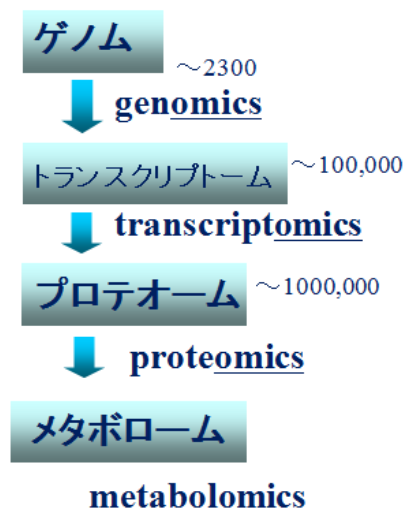 ゲノム
～2300
genomics
トランスクリプトーム
～100,000
transcriptomics
プロテオーム
～1000,000
proteomics
メタボローム
metabolomics